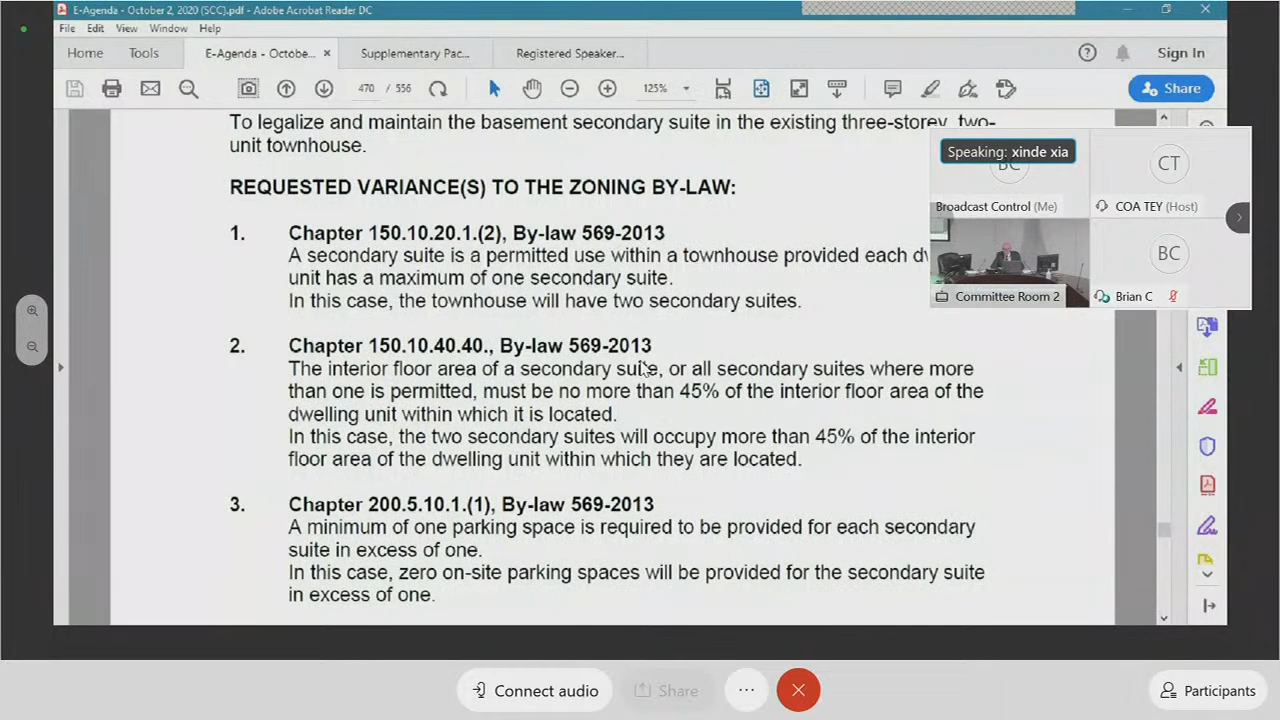 E-Agenda - October 2, 2020 (SCC).pdf - Adobe Acrobat Reader DC
File Edit View Window Help
Home Tools E-Agenda - Octobe... × Supplementary Pac... Registered Speaker... Sign In
470 / 556 125% Share
To legalize and maintain the basement secondary suite in the existing three-storey, two-
unit townhouse.
REQUESTED VARIANCE(S) TO THE ZONING BY-LAW:
1. Chapter 150.10.20.1.(2), By-law 569-2013
A secondary suite is a permitted use within a townhouse provided each
unit has a maximum of one secondary suite.
In this case, the townhouse will have two secondary suites.
2. Chapter 150.10.40.40., By-law 569-2013
The interior floor area of a secondary suite, or all secondary suites where more
than one is permitted, must be no more than 45% of the interior floor area of the
dwelling unit within which it is located.
In this case, the two secondary suites will occupy more than 45% of the interior
floor area of the dwelling unit within which they are located.
3. Chapter 200.5.10.1.(1), By-law 569-2013
A minimum of one parking space is required to be provided for each secondary
suite in excess of one.
In this case, zero on-site parking spaces will be provided for the secondary suite
in excess of one.
Speaking: xinde xia
BC
Broadcast Control (Me)
CT
COA TEY (Host)
Committee Room 2
BC
Brian C
Connect audio Share ... Participants